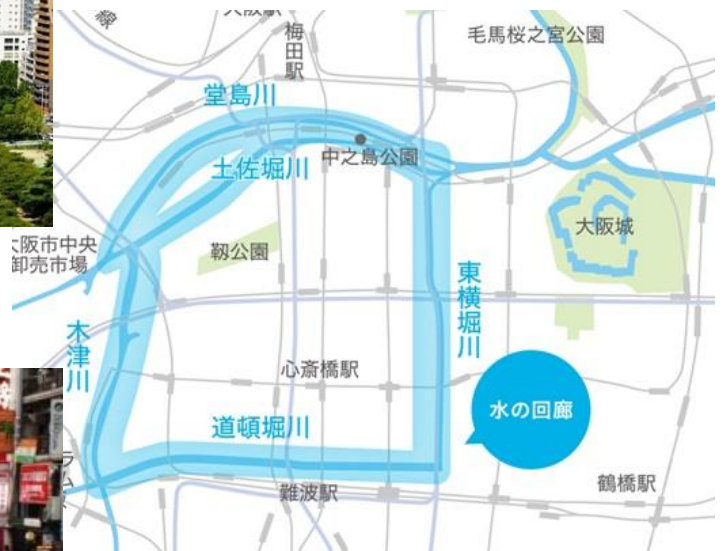 梅田駅
毛馬桜之宮公園
堂島川
中之島公園
土佐堀川
大阪市中央
卸売市場
靭公園
大阪城
東横堀川
木津川
心斎橋駅
水の回廊
道頓堀川
難波駅
鶴橋駅